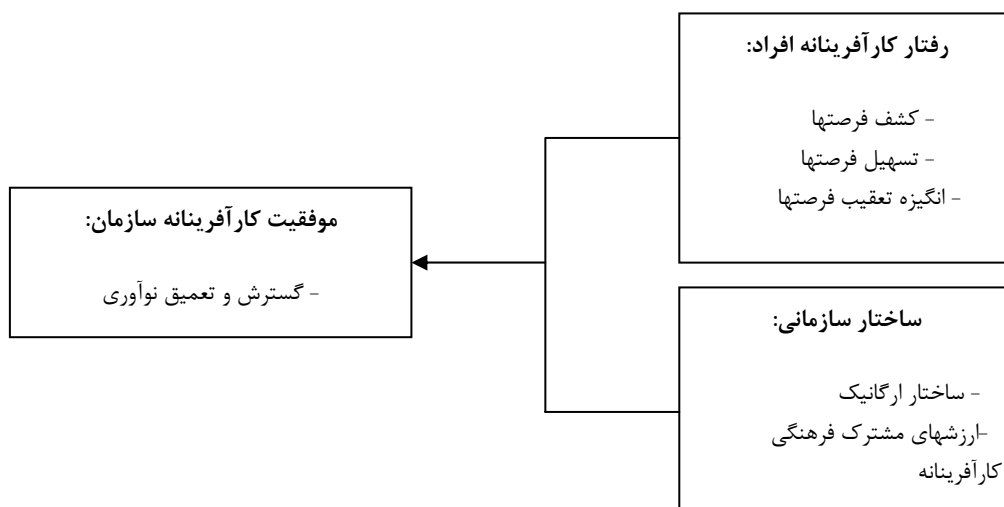 رفتار کارآفرینانه افراد:
- کشف فرصتها
- تسهیل فرصتها
- انگیزه تعقیب فرصتها
موفقیت کارآفرینانه سازمان:
- گسترش و تعمیق نوآوری
ساختار سازمانی:
- ساختار ارگانیک
-ارزشهای مشترک فرهنگی
کارآفرینانه